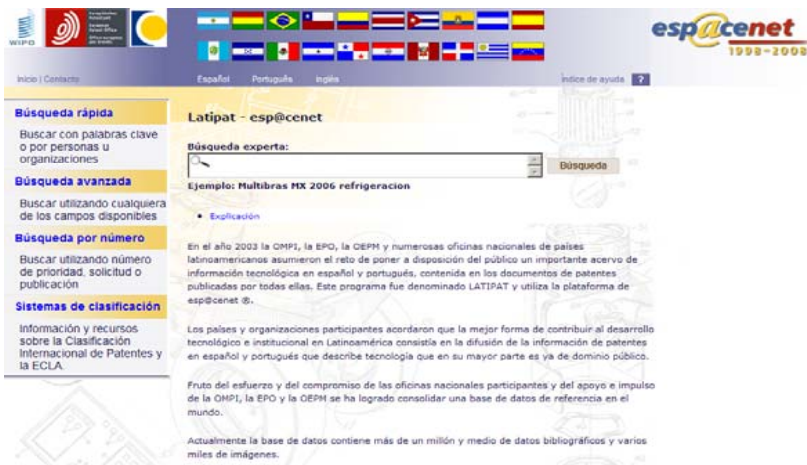 WIPO
esp@cenet
1998-2008
Inicio | Contacto
Español Português Inglés
Índice de ayuda ?
Búsqueda rápida
Buscar con palabras clave
o por personas u
organizaciones
Búsqueda avanzada
Buscar utilizando cualquiera
de los campos disponibles
Búsqueda por número
Buscar utilizando número
de prioridad, solicitud o
publicación
Sistemas de clasificación
Información y recursos
sobre la Clasificación
Internacional de Patentes y
la ECLA.
Latipat - esp@cenet
Búsqueda experta:
Búsqueda
Ejemplo: Multibras MX 2006 refrigeracion
• Explicación
En el año 2003 la OMPI, la EPO, la OEPM y numerosas oficinas nacionales de países
latinoamericanos asumieron el reto de poner a disposición del público un importante acervo de
información tecnológica en español y portugués, contenida en los documentos de patentes
publicadas por todas ellas. Este programa fue denominado LATIPAT y utiliza la plataforma de
esp@cenet ®.
Los países y organizaciones participantes acordaron que la mejor forma de contribuir al desarrollo
tecnológico e institucional en Latinoamérica consistía en la difusión de la información de patentes
en español y portugués que describe tecnología que en su mayor parte es ya de dominio público.
Fruto del esfuerzo y del compromiso de las oficinas nacionales participantes y del apoyo e impulso
de la OMPI, la EPO y la OEPM se ha logrado consolidar una base de datos de referencia en el
mundo.
Actualmente la base de datos contiene más de un millón y medio de datos bibliográficos y varios
miles de imágenes.